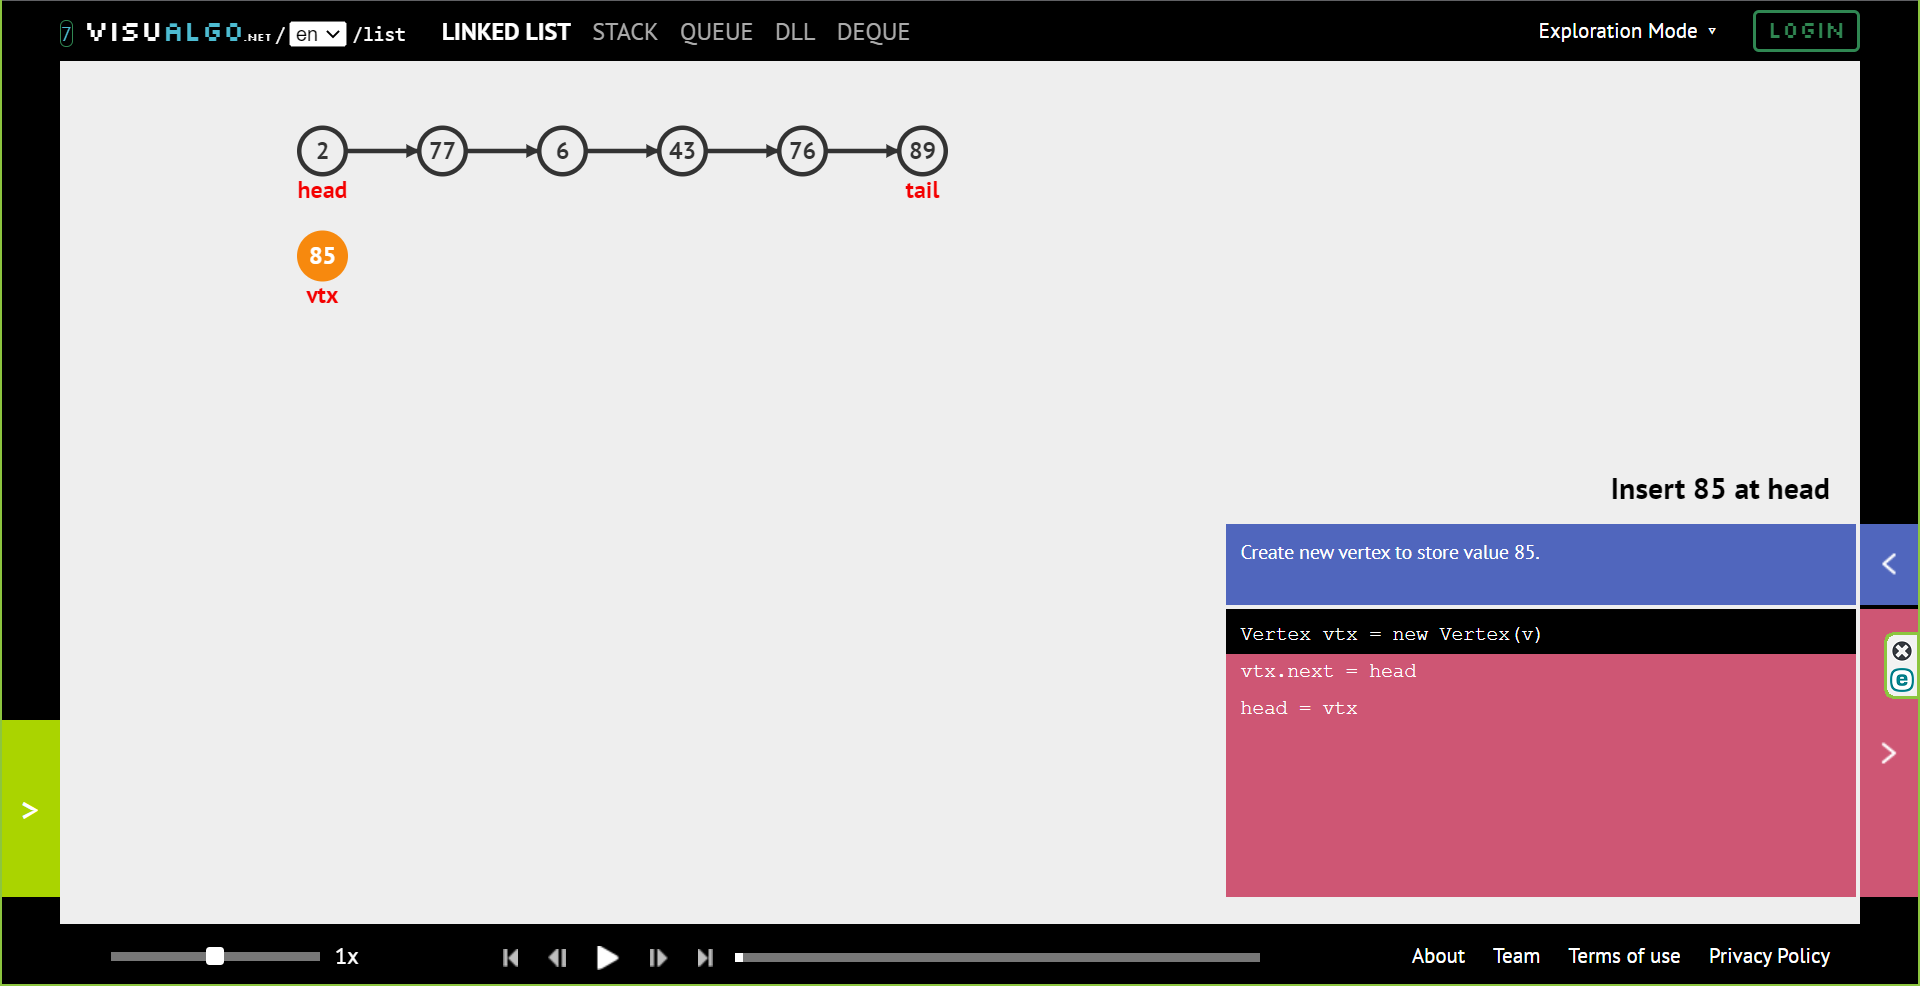 7 VISUALGO.NET / en /list LINKED LIST STACK QUEUE DLL DEQUE Exploration Mode ▼ LOGIN
2 77 6 43 76 89
head tail
85
vtx
Insert 85 at head
Create new vertex to store value 85.
Vertex vtx = new Vertex(v)
vtx.next = head
head = vtx
>
1x About Team Terms of use Privacy Policy